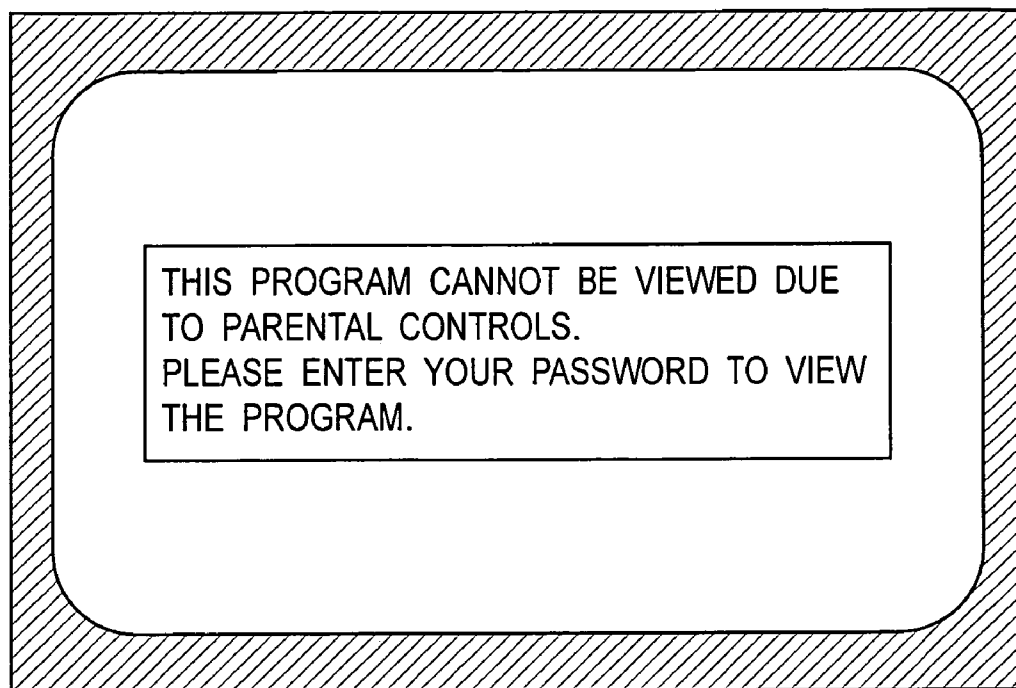 THIS PROGRAM CANNOT BE VIEWED DUE
TO PARENTAL CONTROLS.
PLEASE ENTER YOUR PASSWORD TO VIEW
THE PROGRAM.